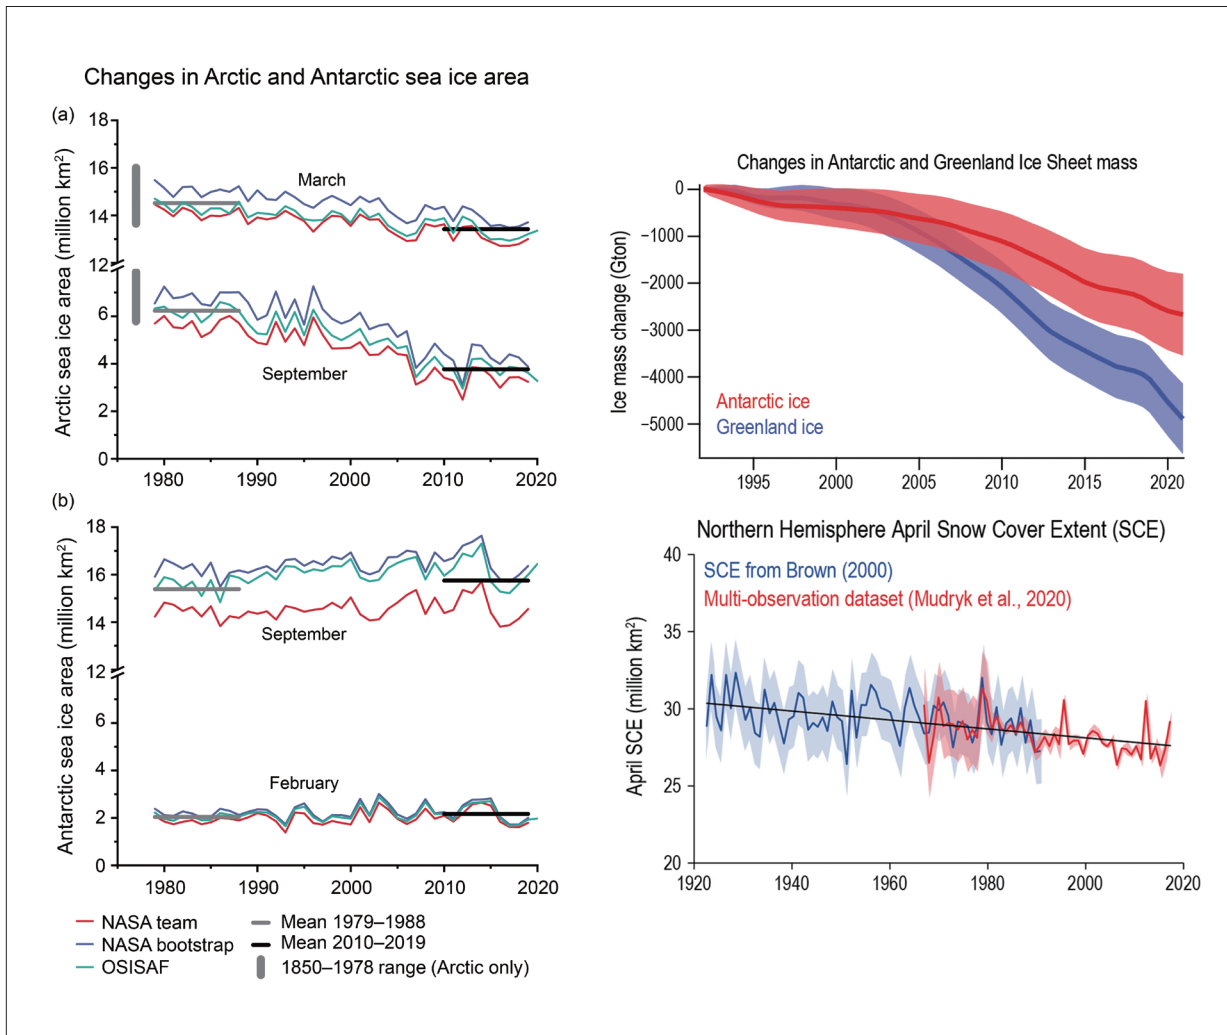 Changes in Arctic and Antarctic sea ice area
(a)
Arctic sea ice area (million km²)
18
16
14
12
6
4
2
0
March
September
1980 1990 2000 2010 2020
(b)
Antarctic sea ice area (million km²)
18
16
14
12
4
2
0
September
February
1980 1990 2000 2010 2020
NASA team
NASA bootstrap
OSISAF
Mean 1979–1988
Mean 2010–2019
1850–1978 range (Arctic only)
Changes in Antarctic and Greenland Ice Sheet mass
Ice mass change (Gton)
0
−1000
−2000
−3000
−4000
−5000
Antarctic ice
Greenland ice
1995 2000 2005 2010 2015 2020
Northern Hemisphere April Snow Cover Extent (SCE)
April SCE (million km²)
40
35
30
25
20
SCE from Brown (2000)
Multi-observation dataset (Mudryk et al., 2020)
1920 1940 1960 1980 2000 2020